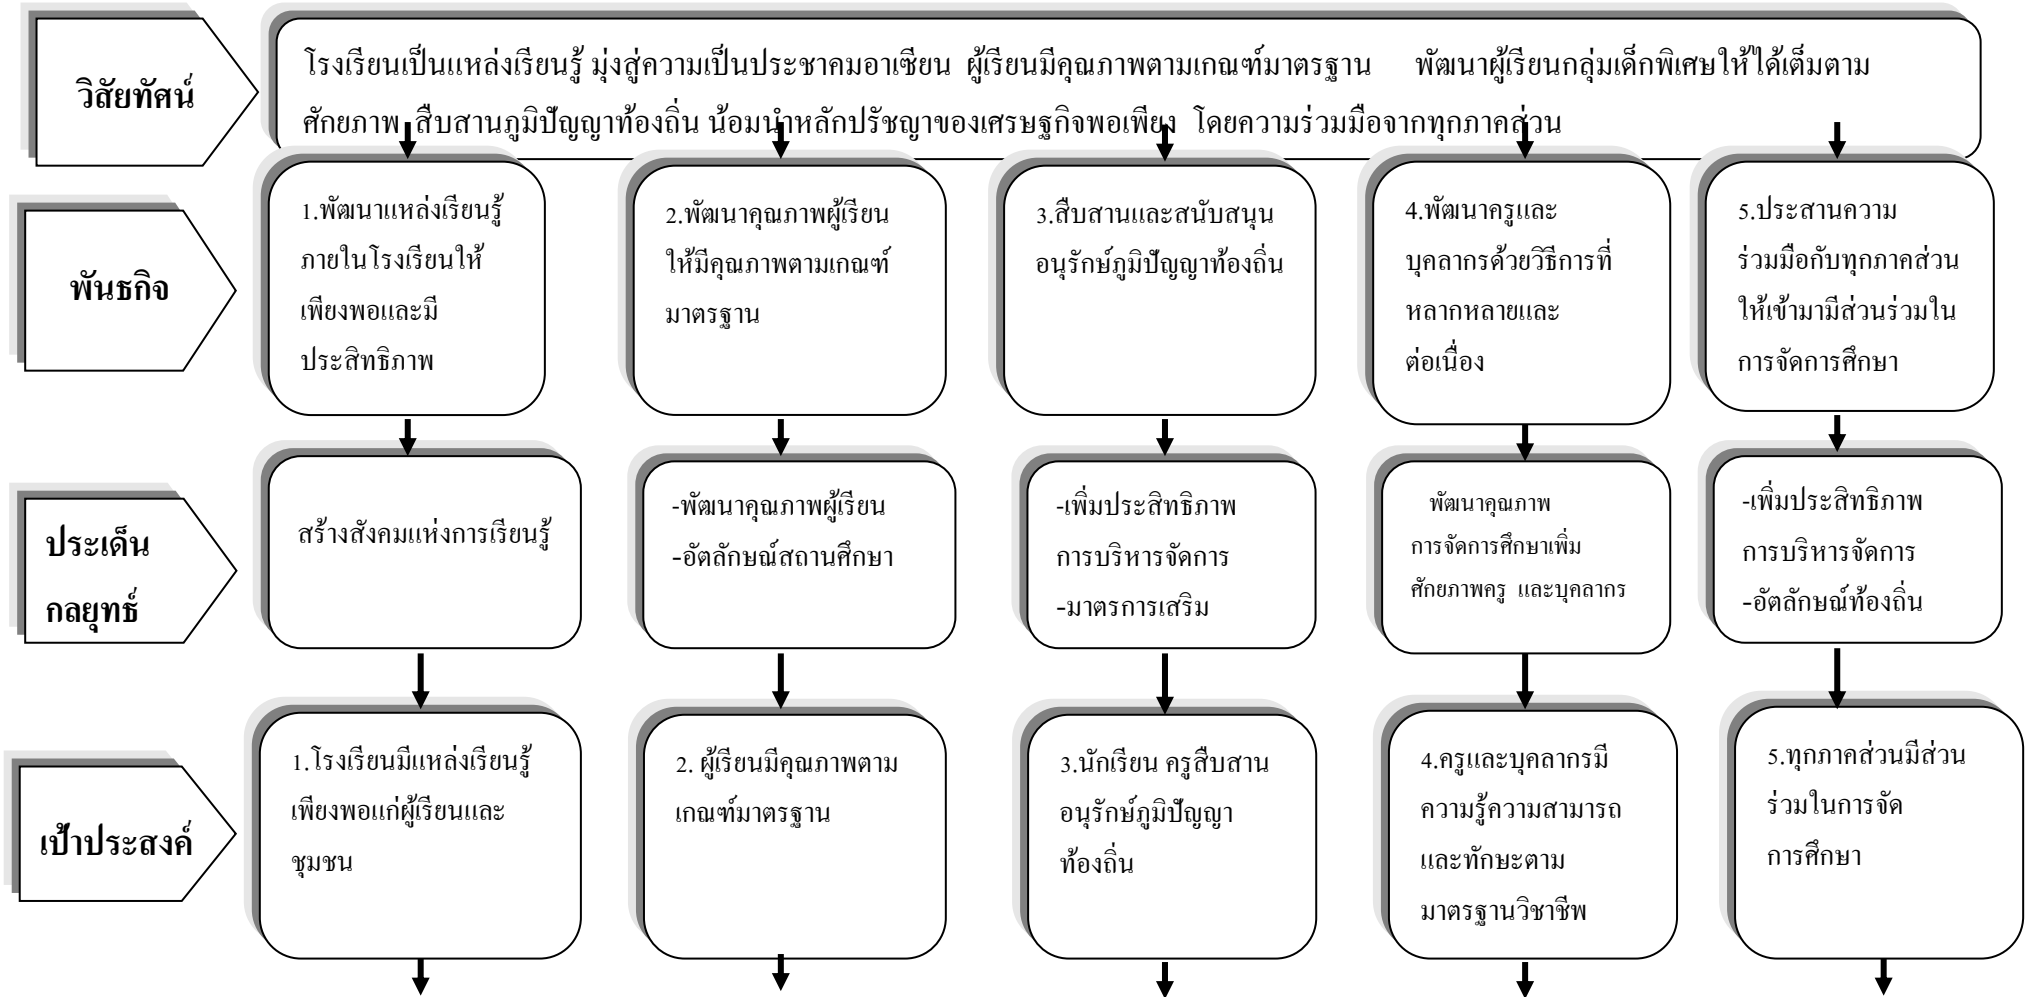 วิสัยทัศน์
โรงเรียนเป็นแหล่งเรียนรู้ มุ่งสู่ความเป็นประชาคมอาเซียน ผู้เรียนมีคุณภาพตามเกณฑ์มาตรฐาน พัฒนาผู้เรียนกลุ่มเด็กพิเศษให้ได้เต็มตาม
ศักยภาพ สืบสานภูมิปัญญาท้องถิ่น น้อมนำหลักปรัชญาของเศรษฐกิจพอเพียง โดยความร่วมมือจากทุกภาคส่วน
พันธกิจ
1.พัฒนาแหล่งเรียนรู้
ภายในโรงเรียนให้
เพียงพอและมี
ประสิทธิภาพ
2.พัฒนาคุณภาพผู้เรียน
ให้มีคุณภาพตามเกณฑ์
มาตรฐาน
3.สืบสานและสนับสนุน
อนุรักษ์ภูมิปัญญาท้องถิ่น
4.พัฒนาครูและ
บุคลากรด้วยวิธีการที่
หลากหลายและ
ต่อเนื่อง
5.ประสานความ
ร่วมมือกับทุกภาคส่วน
ให้เข้ามามีส่วนร่วมใน
การจัดการศึกษา
ประเด็น
กลยุทธ์
สร้างสังคมแห่งการเรียนรู้
-พัฒนาคุณภาพผู้เรียน
-อัตลักษณ์สถานศึกษา
-เพิ่มประสิทธิภาพ
การบริหารจัดการ
-มาตรการเสริม
พัฒนาคุณภาพ
การจัดการศึกษาเพิ่ม
ศักยภาพครู และบุคลากร
-เพิ่มประสิทธิภาพ
การบริหารจัดการ
-อัตลักษณ์ท้องถิ่น
เป้าประสงค์
1.โรงเรียนมีแหล่งเรียนรู้
เพียงพอแก่ผู้เรียนและ
ชุมชน
2. ผู้เรียนมีคุณภาพตาม
เกณฑ์มาตรฐาน
3.นักเรียน ครูสืบสาน
อนุรักษ์ภูมิปัญญา
ท้องถิ่น
4.ครูและบุคลากรมี
ความรู้ความสามารถ
และทักษะตาม
มาตรฐานวิชาชีพ
5.ทุกภาคส่วนมีส่วน
ร่วมในการจัด
การศึกษา